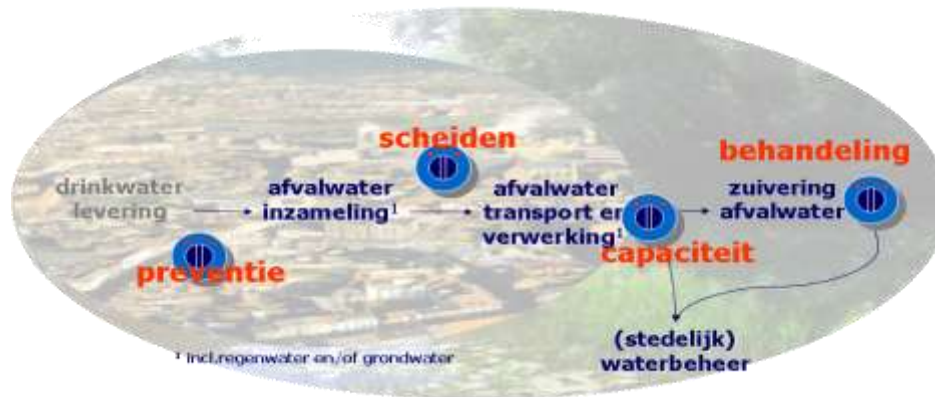 scheiden
behandeling
drinkwater
levering
afvalwater
inzameling¹
afvalwater
transport en
verwerking¹
zuivering
afvalwater
preventie
capaciteit
(stedelijk)
waterbeheer
¹ incl.regenwater en/of grondwater